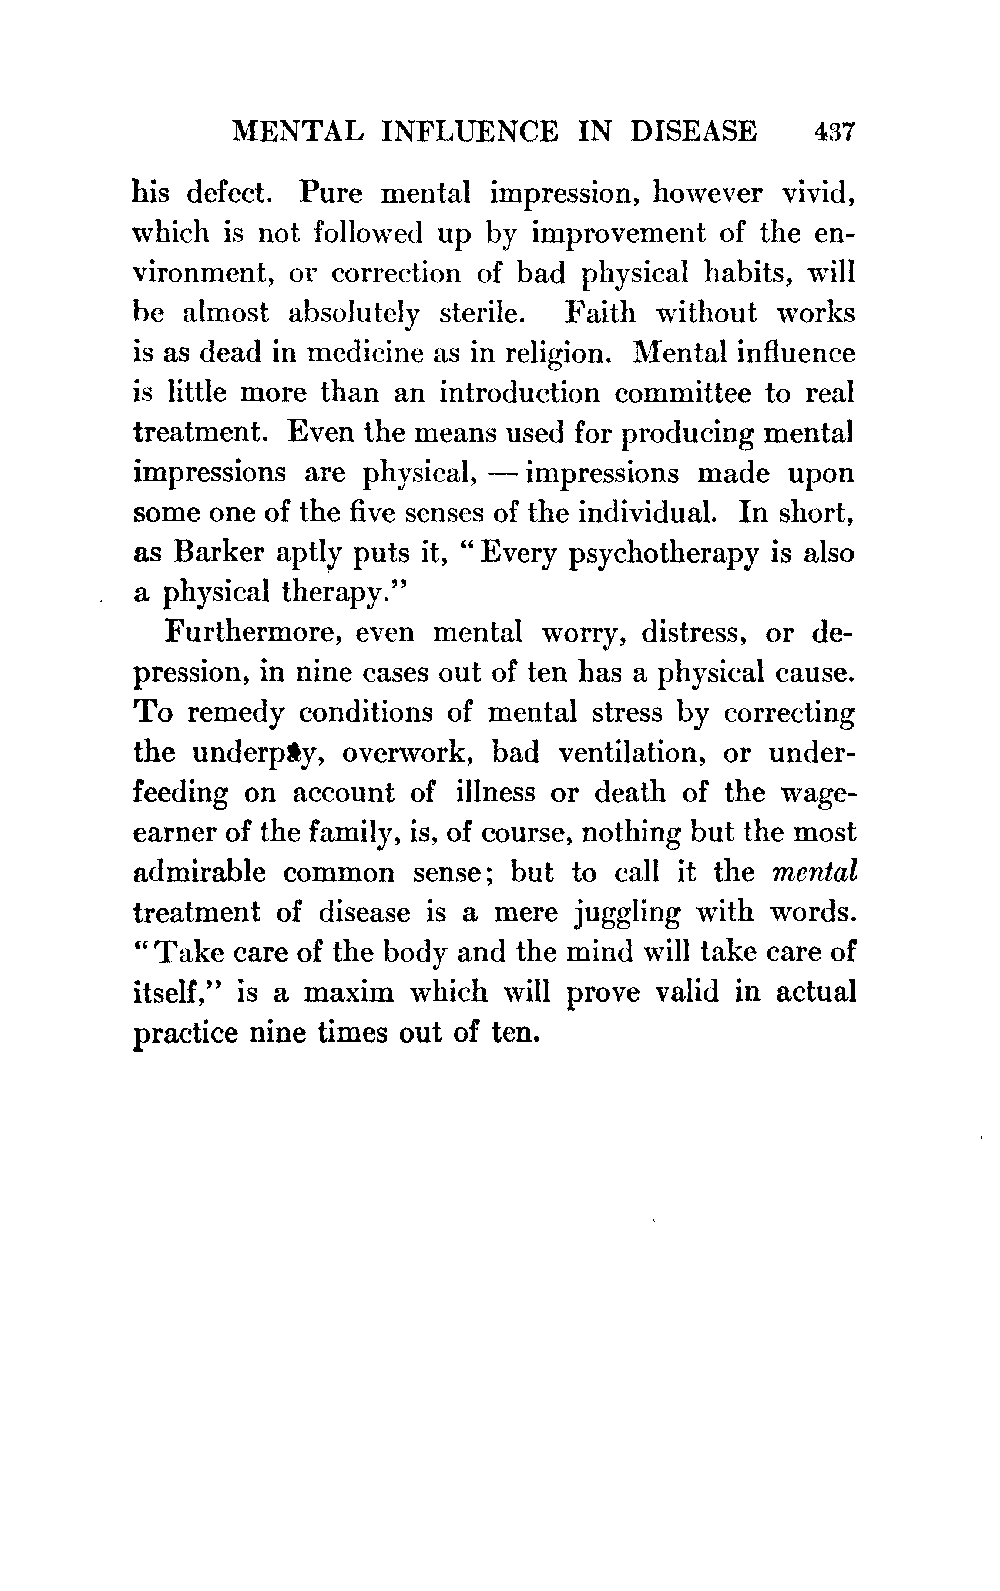 MENTAL INFLUENCE IN DISEASE 437
his defect. Pure mental impression, however vivid,
which is not followed up by improvement of the en-
vironment, or correction of bad physical habits, will
be almost absolutely sterile. Faith without works
is as dead in medicine as in religion. Mental influence
is little more than an introduction committee to real
treatment. Even the means used for producing mental
impressions are physical, — impressions made upon
some one of the five senses of the individual. In short,
as Barker aptly puts it, “Every psychotherapy is also
a physical therapy.”
Furthermore, even mental worry, distress, or de-
pression, in nine cases out of ten has a physical cause.
To remedy conditions of mental stress by correcting
the underpay, overwork, bad ventilation, or under-
feeding on account of illness or death of the wage-
earner of the family, is, of course, nothing but the most
admirable common sense; but to call it the mental
treatment of disease is a mere juggling with words.
“Take care of the body and the mind will take care of
itself,” is a maxim which will prove valid in actual
practice nine times out of ten.